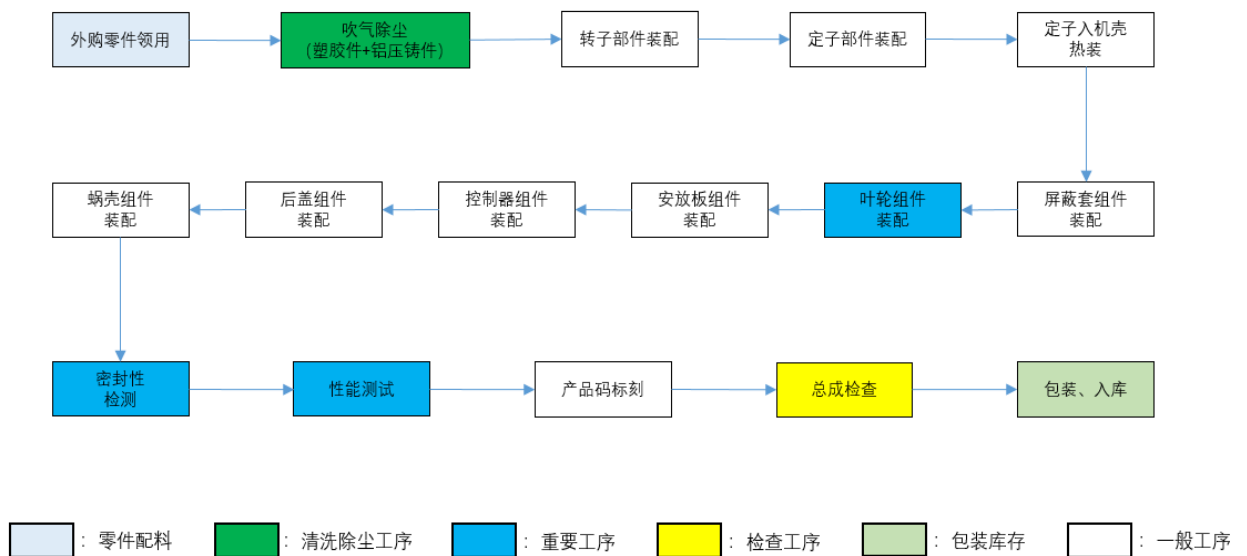 外购零件领用
吹气除尘
(塑胶件+铝压铸件)
转子部件装配
定子部件装配
定子入机壳
热装
蜗壳组件
装配
后盖组件
装配
控制器组件
装配
安放板组件
装配
叶轮组件
装配
屏蔽套组件
装配
密封性
检测
性能测试
产品码标刻
总成检查
包装、入库
：零件配料
：清洗除尘工序
：重要工序
：检查工序
：包装库存
：一般工序